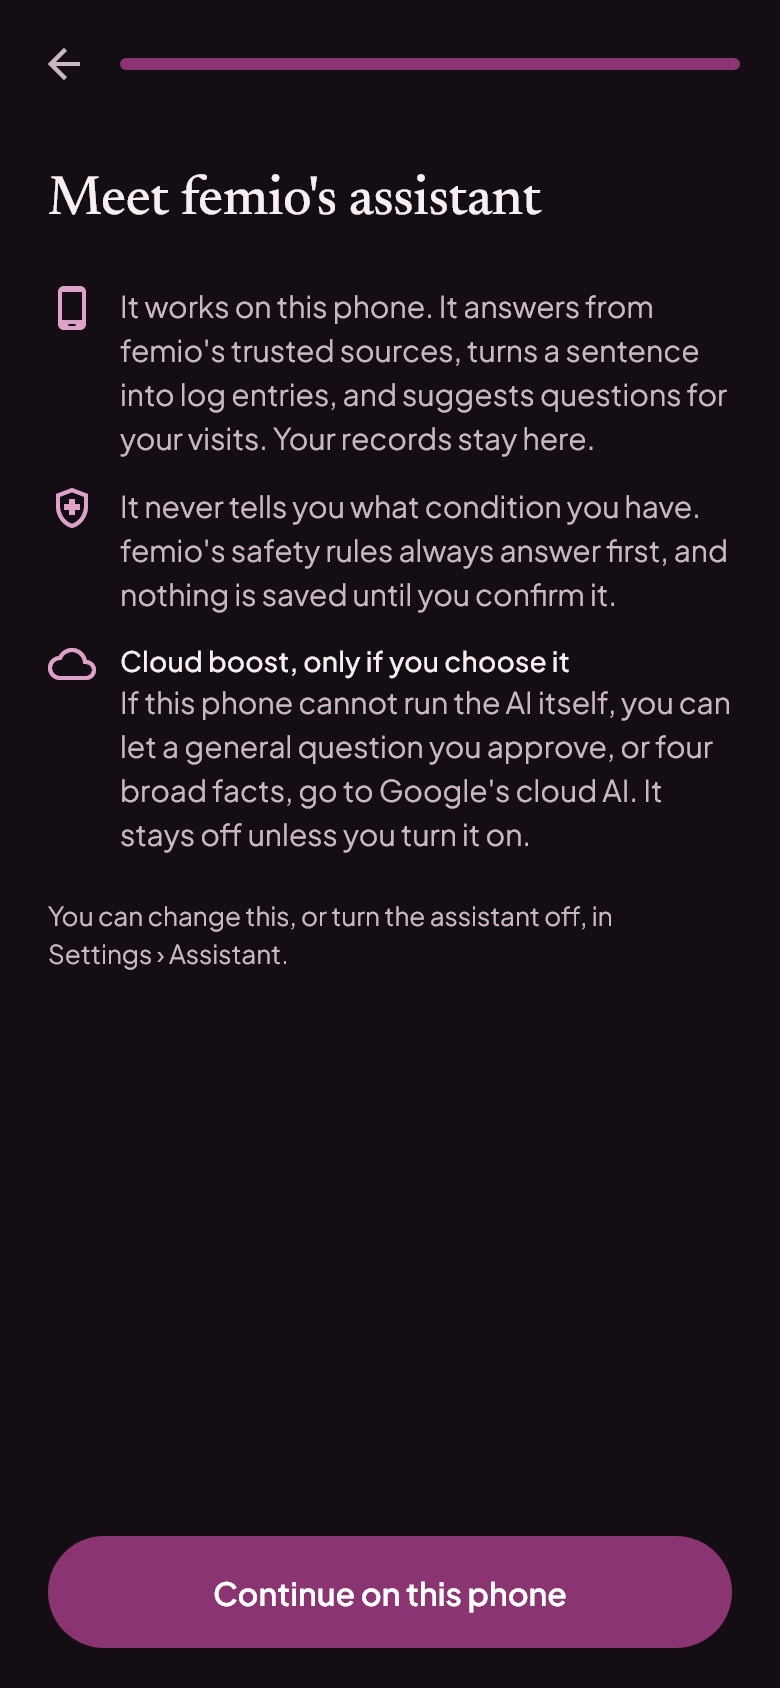 Meet femio's assistant
It works on this phone. It answers from
femio's trusted sources, turns a sentence
into log entries, and suggests questions for
your visits. Your records stay here.
It never tells you what condition you have.
femio's safety rules always answer first, and
nothing is saved until you confirm it.
Cloud boost, only if you choose it
If this phone cannot run the AI itself, you can
let a general question you approve, or four
broad facts, go to Google's cloud AI. It
stays off unless you turn it on.
You can change this, or turn the assistant off, in
Settings › Assistant.
Continue on this phone